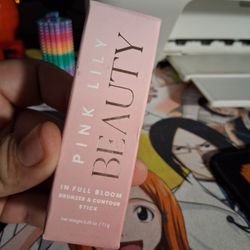 PINK LILY
BEAUTY
IN FULL BLOOM
BRONZER & CONTOUR
STICK